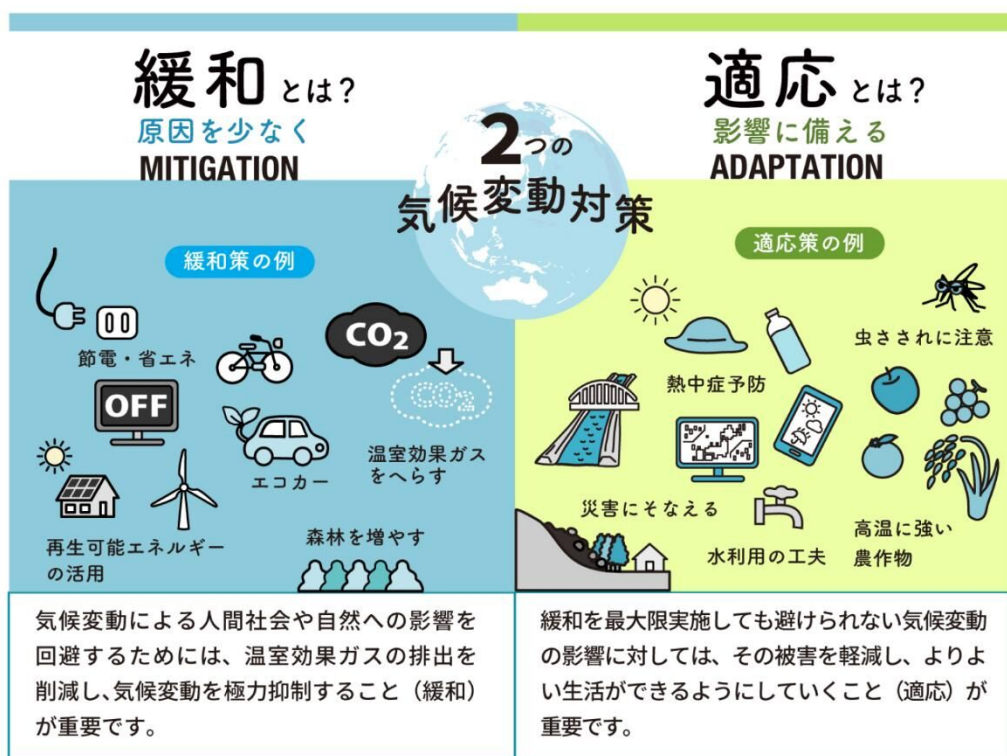 緩和とは?
原因を少なく
MITIGATION
2つの
気候変動対策
適応とは?
影響に備える
ADAPTATION
緩和策の例
節電・省エネ
OFF
CO2
CO2
エコカー
温室効果ガス
をへらす
再生可能エネルギー
の活用
森林を増やす
適応策の例
虫さされに注意
熱中症予防
災害にそなえる
水利用の工夫
高温に強い
農作物
気候変動による人間社会や自然への影響を
回避するためには、温室効果ガスの排出を
削減し、気候変動を極力抑制すること(緩和)
が重要です。
緩和を最大限実施しても避けられない気候変動
の影響に対しては、その被害を軽減し、よりよ
い生活ができるようにしていくこと(適応)が
重要です。